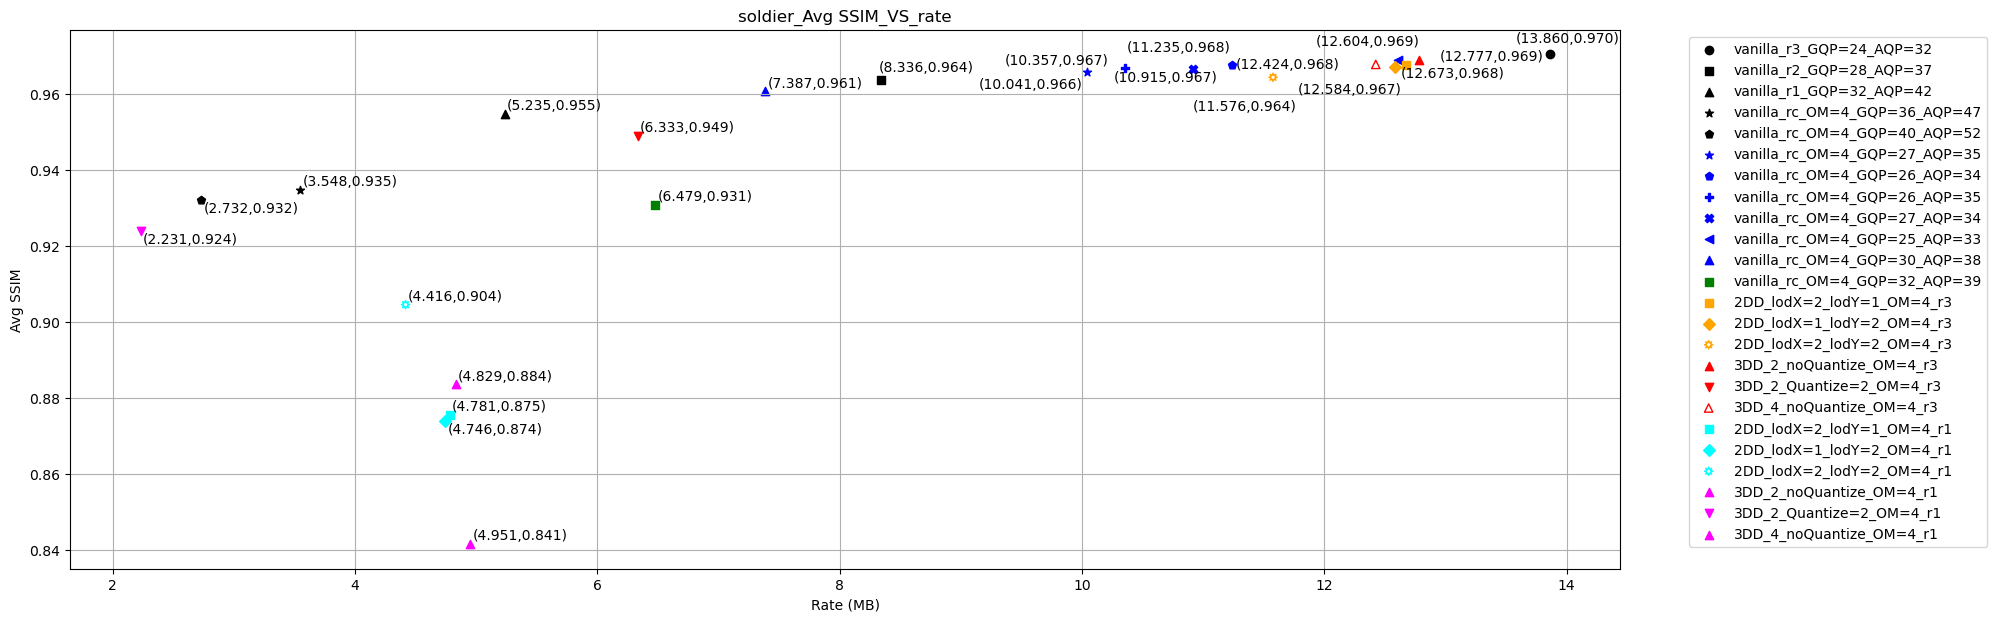 soldier_Avg SSIM_VS_rate
Avg SSIM
0.96
0.94
0.92
0.90
0.88
0.86
0.84
2 4 6 8 10 12 14
Rate (MB)
(13.860,0.970)
(12.604,0.969)
(11.235,0.968)
(12.777,0.969)
(10.357,0.967)
(8.336,0.964)
(12.424,0.968)
(12.673,0.968)
(10.915,0.967)
(7.387,0.961)
(10.041,0.966)
(12.584,0.967)
(5.235,0.955)
(11.576,0.964)
(6.333,0.949)
(3.548,0.935)
(6.479,0.931)
(2.732,0.932)
(2.231,0.924)
(4.416,0.904)
(4.829,0.884)
(4.781,0.875)
(4.746,0.874)
(4.951,0.841)
vanilla_r3_GQP=24_AQP=32
vanilla_r2_GQP=28_AQP=37
vanilla_r1_GQP=32_AQP=42
vanilla_rc_OM=4_GQP=36_AQP=47
vanilla_rc_OM=4_GQP=40_AQP=52
vanilla_rc_OM=4_GQP=27_AQP=35
vanilla_rc_OM=4_GQP=26_AQP=34
vanilla_rc_OM=4_GQP=26_AQP=35
vanilla_rc_OM=4_GQP=27_AQP=34
vanilla_rc_OM=4_GQP=25_AQP=33
vanilla_rc_OM=4_GQP=30_AQP=38
vanilla_rc_OM=4_GQP=32_AQP=39
2DD_lodX=2_lodY=1_OM=4_r3
2DD_lodX=1_lodY=2_OM=4_r3
2DD_lodX=2_lodY=2_OM=4_r3
3DD_2_noQuantize_OM=4_r3
3DD_2_Quantize=2_OM=4_r3
3DD_4_noQuantize_OM=4_r3
2DD_lodX=2_lodY=1_OM=4_r1
2DD_lodX=1_lodY=2_OM=4_r1
2DD_lodX=2_lodY=2_OM=4_r1
3DD_2_noQuantize_OM=4_r1
3DD_2_Quantize=2_OM=4_r1
3DD_4_noQuantize_OM=4_r1